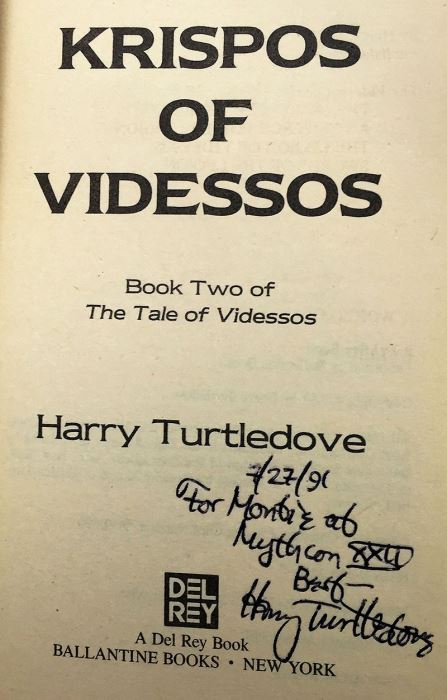 KRISPOS
OF
VIDESSOS
Book Two of
The Tale of Videssos
Harry Turtledove
7/27/91
For at
Mythcon XXII
Best—
Harry Turtledove
DEL
REY
A Del Rey Book
BALLANTINE BOOKS • NEW YORK